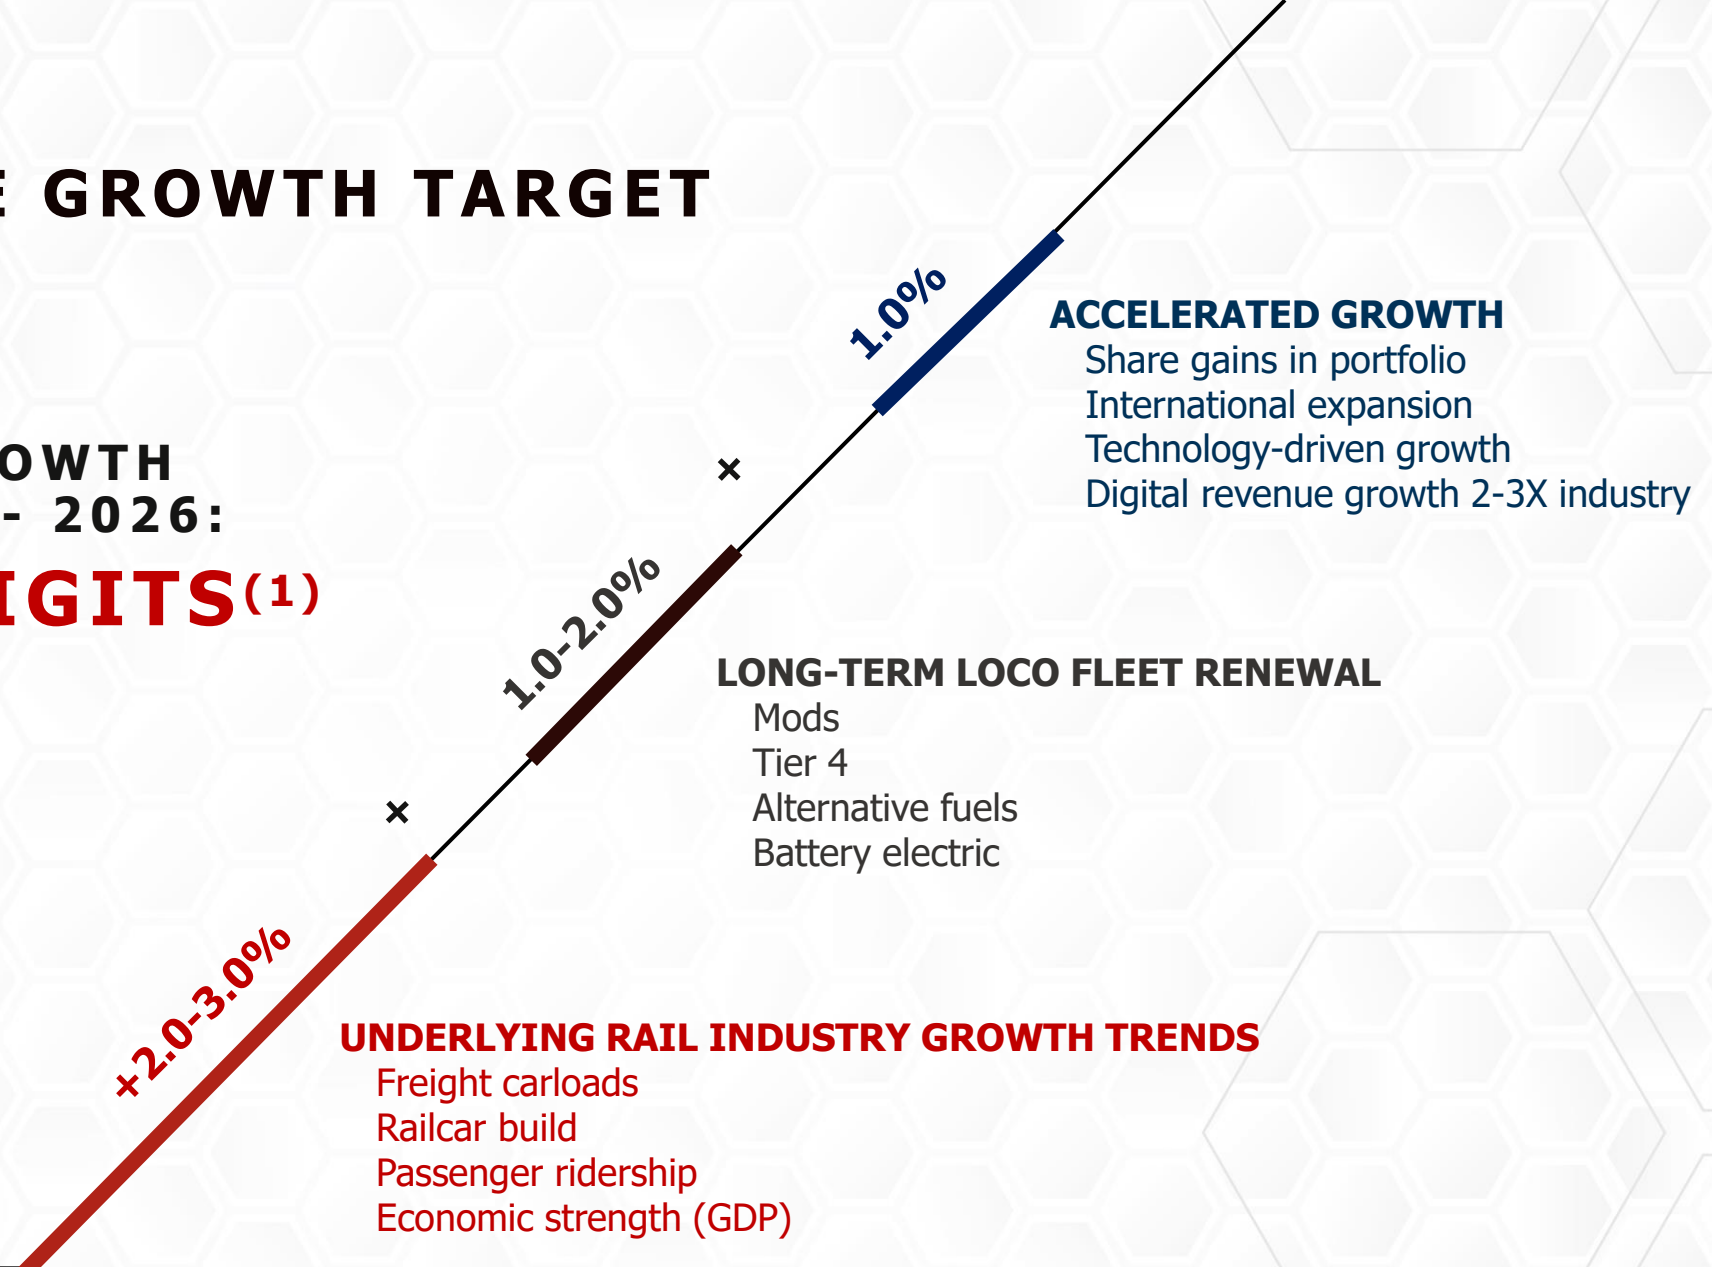 GROWTH TARGET
- 2026:
(1)
1.0%
ACCELERATED GROWTH
Share gains in portfolio
International expansion
Technology-driven growth
Digital revenue growth 2-3X industry
+
1.0-2.0%
LONG-TERM LOCO FLEET RENEWAL
Mods
Tier 4
Alternative fuels
Battery electric
+
+2.0-3.0%
UNDERLYING RAIL INDUSTRY GROWTH TRENDS
Freight carloads
Railcar build
Passenger ridership
Economic strength (GDP)